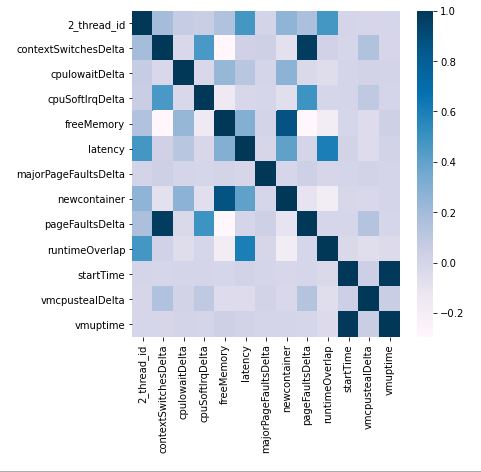 2_thread_id
contextSwitchesDelta
cpuIowaitDelta
cpuSoftIrqDelta
freeMemory
latency
majorPageFaultsDelta
newcontainer
pageFaultsDelta
runtimeOverlap
startTime
vmcpustealDelta
vmuptime
2_thread_id
contextSwitchesDelta
cpuIowaitDelta
cpuSoftIrqDelta
freeMemory
latency
majorPageFaultsDelta
newcontainer
pageFaultsDelta
runtimeOverlap
startTime
vmcpustealDelta
vmuptime
1.0
0.8
0.6
0.4
0.2
0.0
−0.2